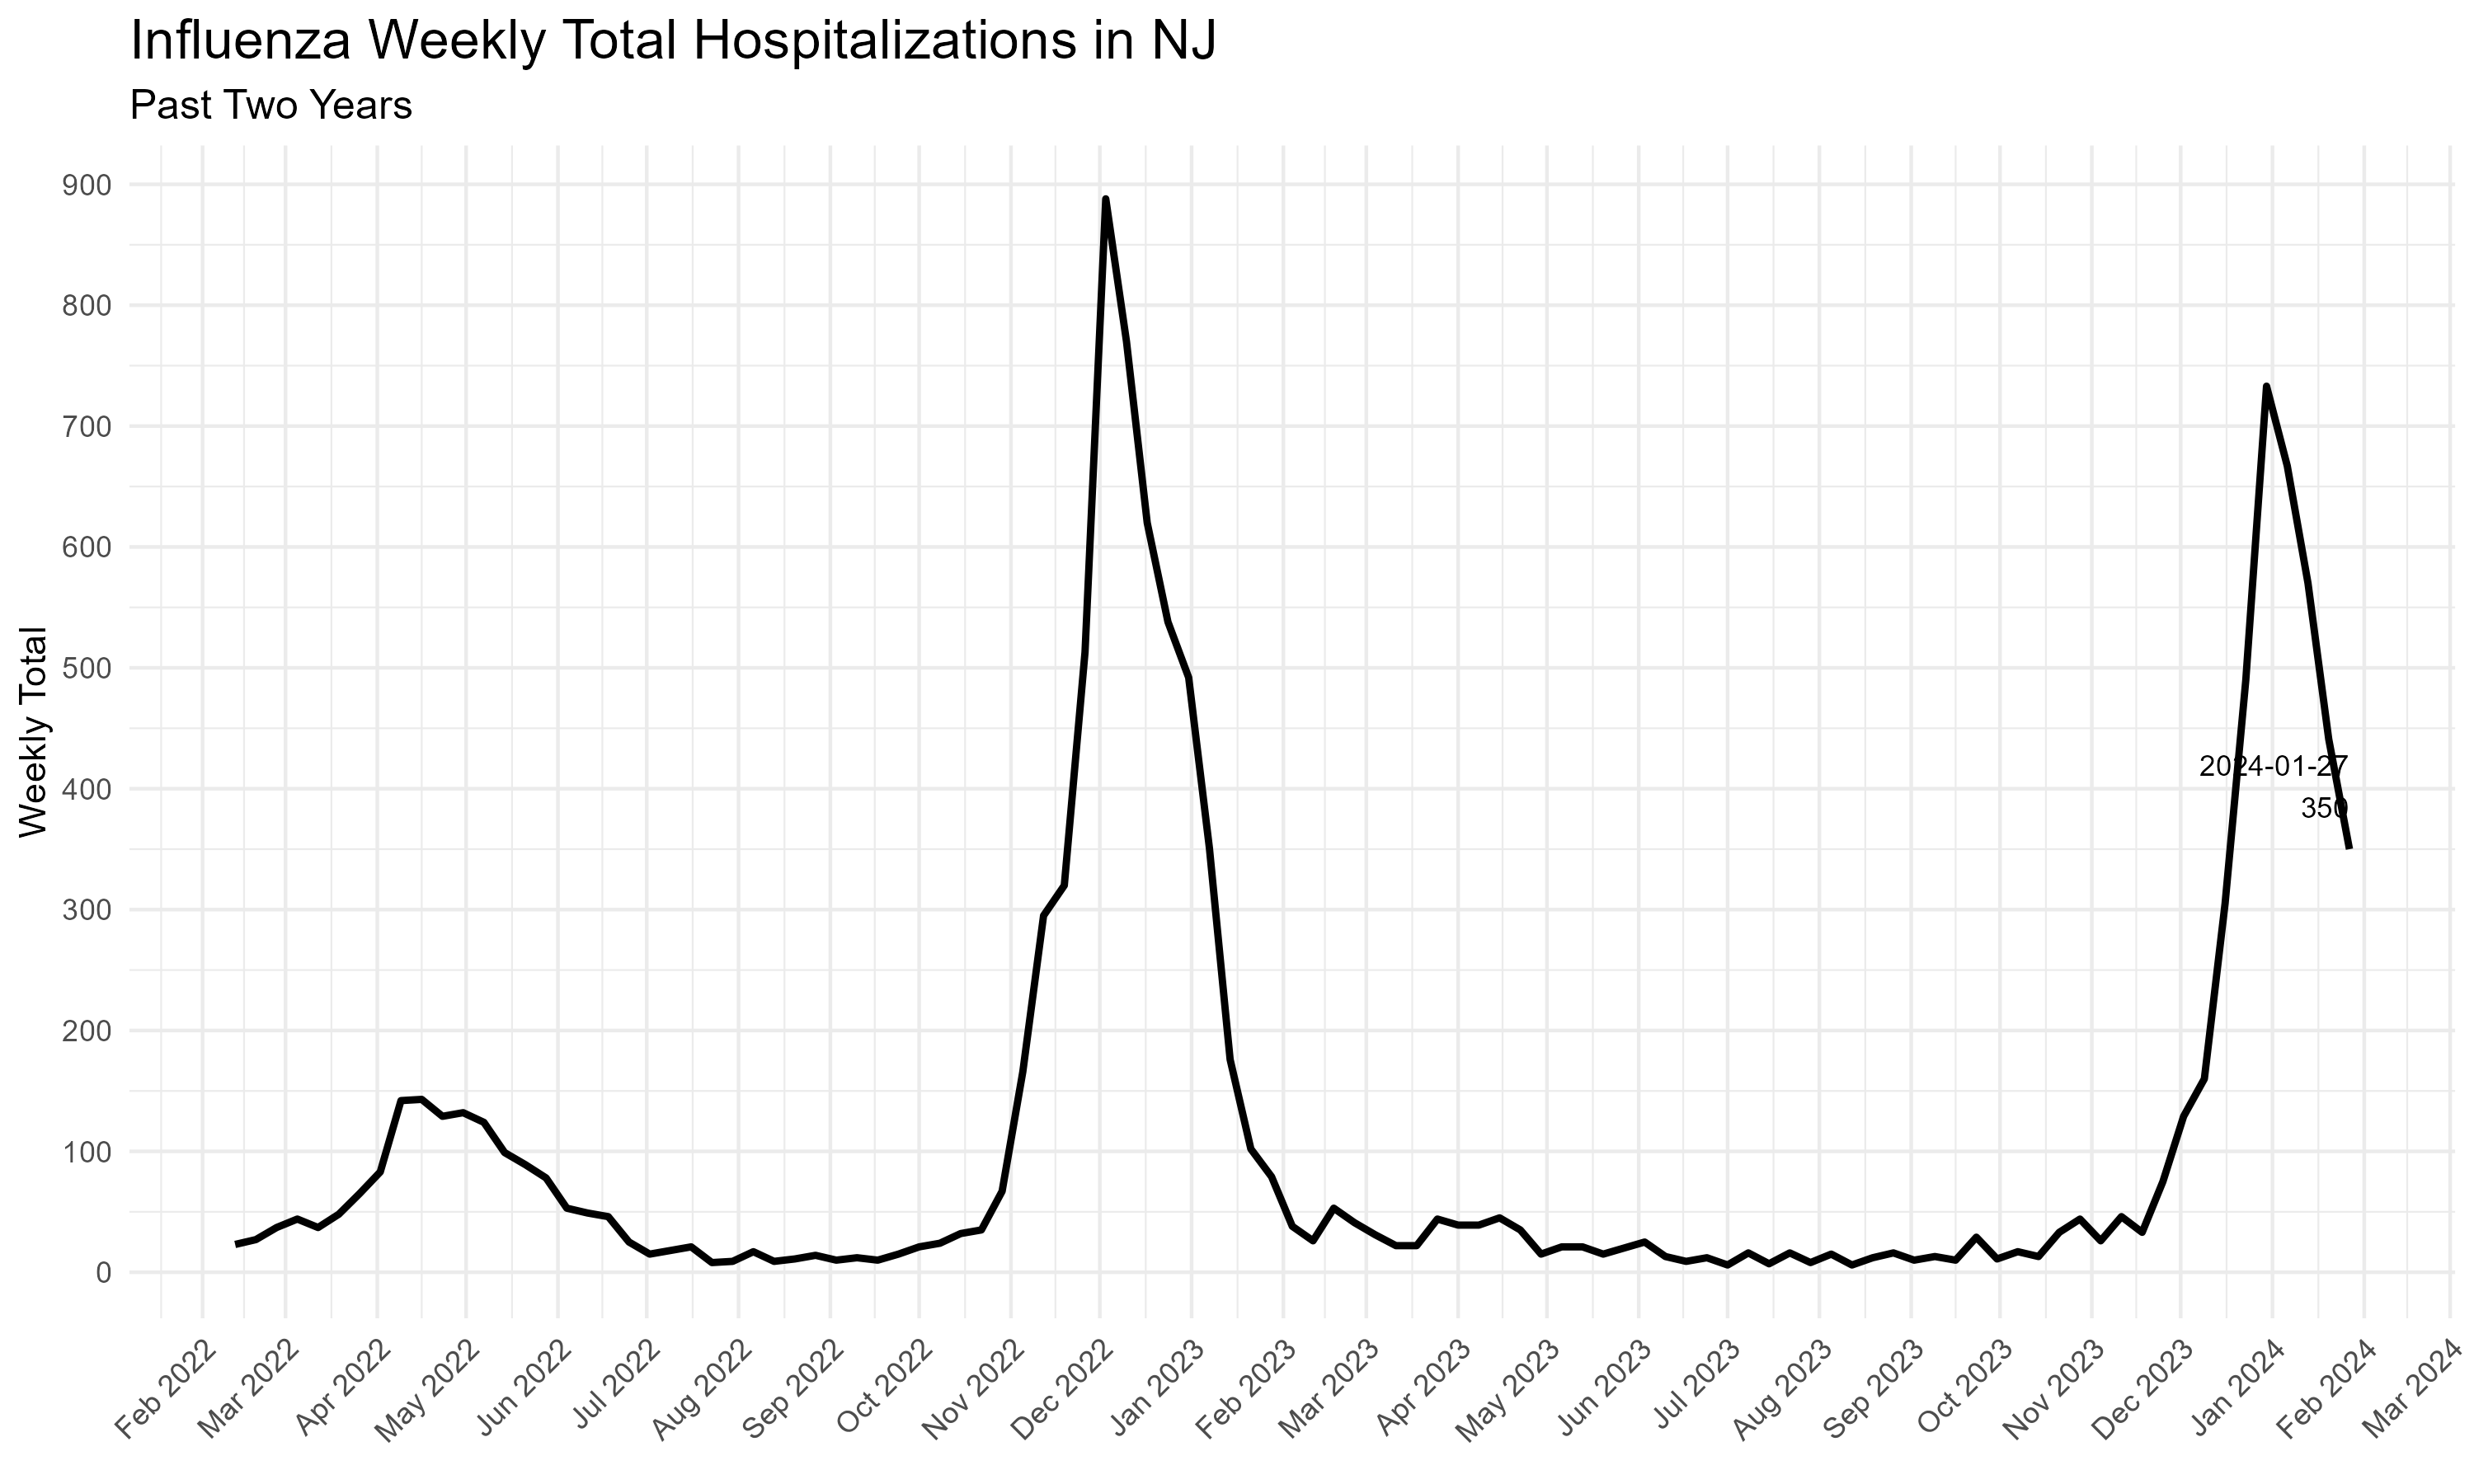 Influenza Weekly Total Hospitalizations in NJ
Past Two Years
Weekly Total
900
800
700
600
500
400
300
200
100
0
2024-01-27
350
Feb 2022
Mar 2022
Apr 2022
May 2022
Jun 2022
Jul 2022
Aug 2022
Sep 2022
Oct 2022
Nov 2022
Dec 2022
Jan 2023
Feb 2023
Mar 2023
Apr 2023
May 2023
Jun 2023
Jul 2023
Aug 2023
Sep 2023
Oct 2023
Nov 2023
Dec 2023
Jan 2024
Feb 2024
Mar 2024